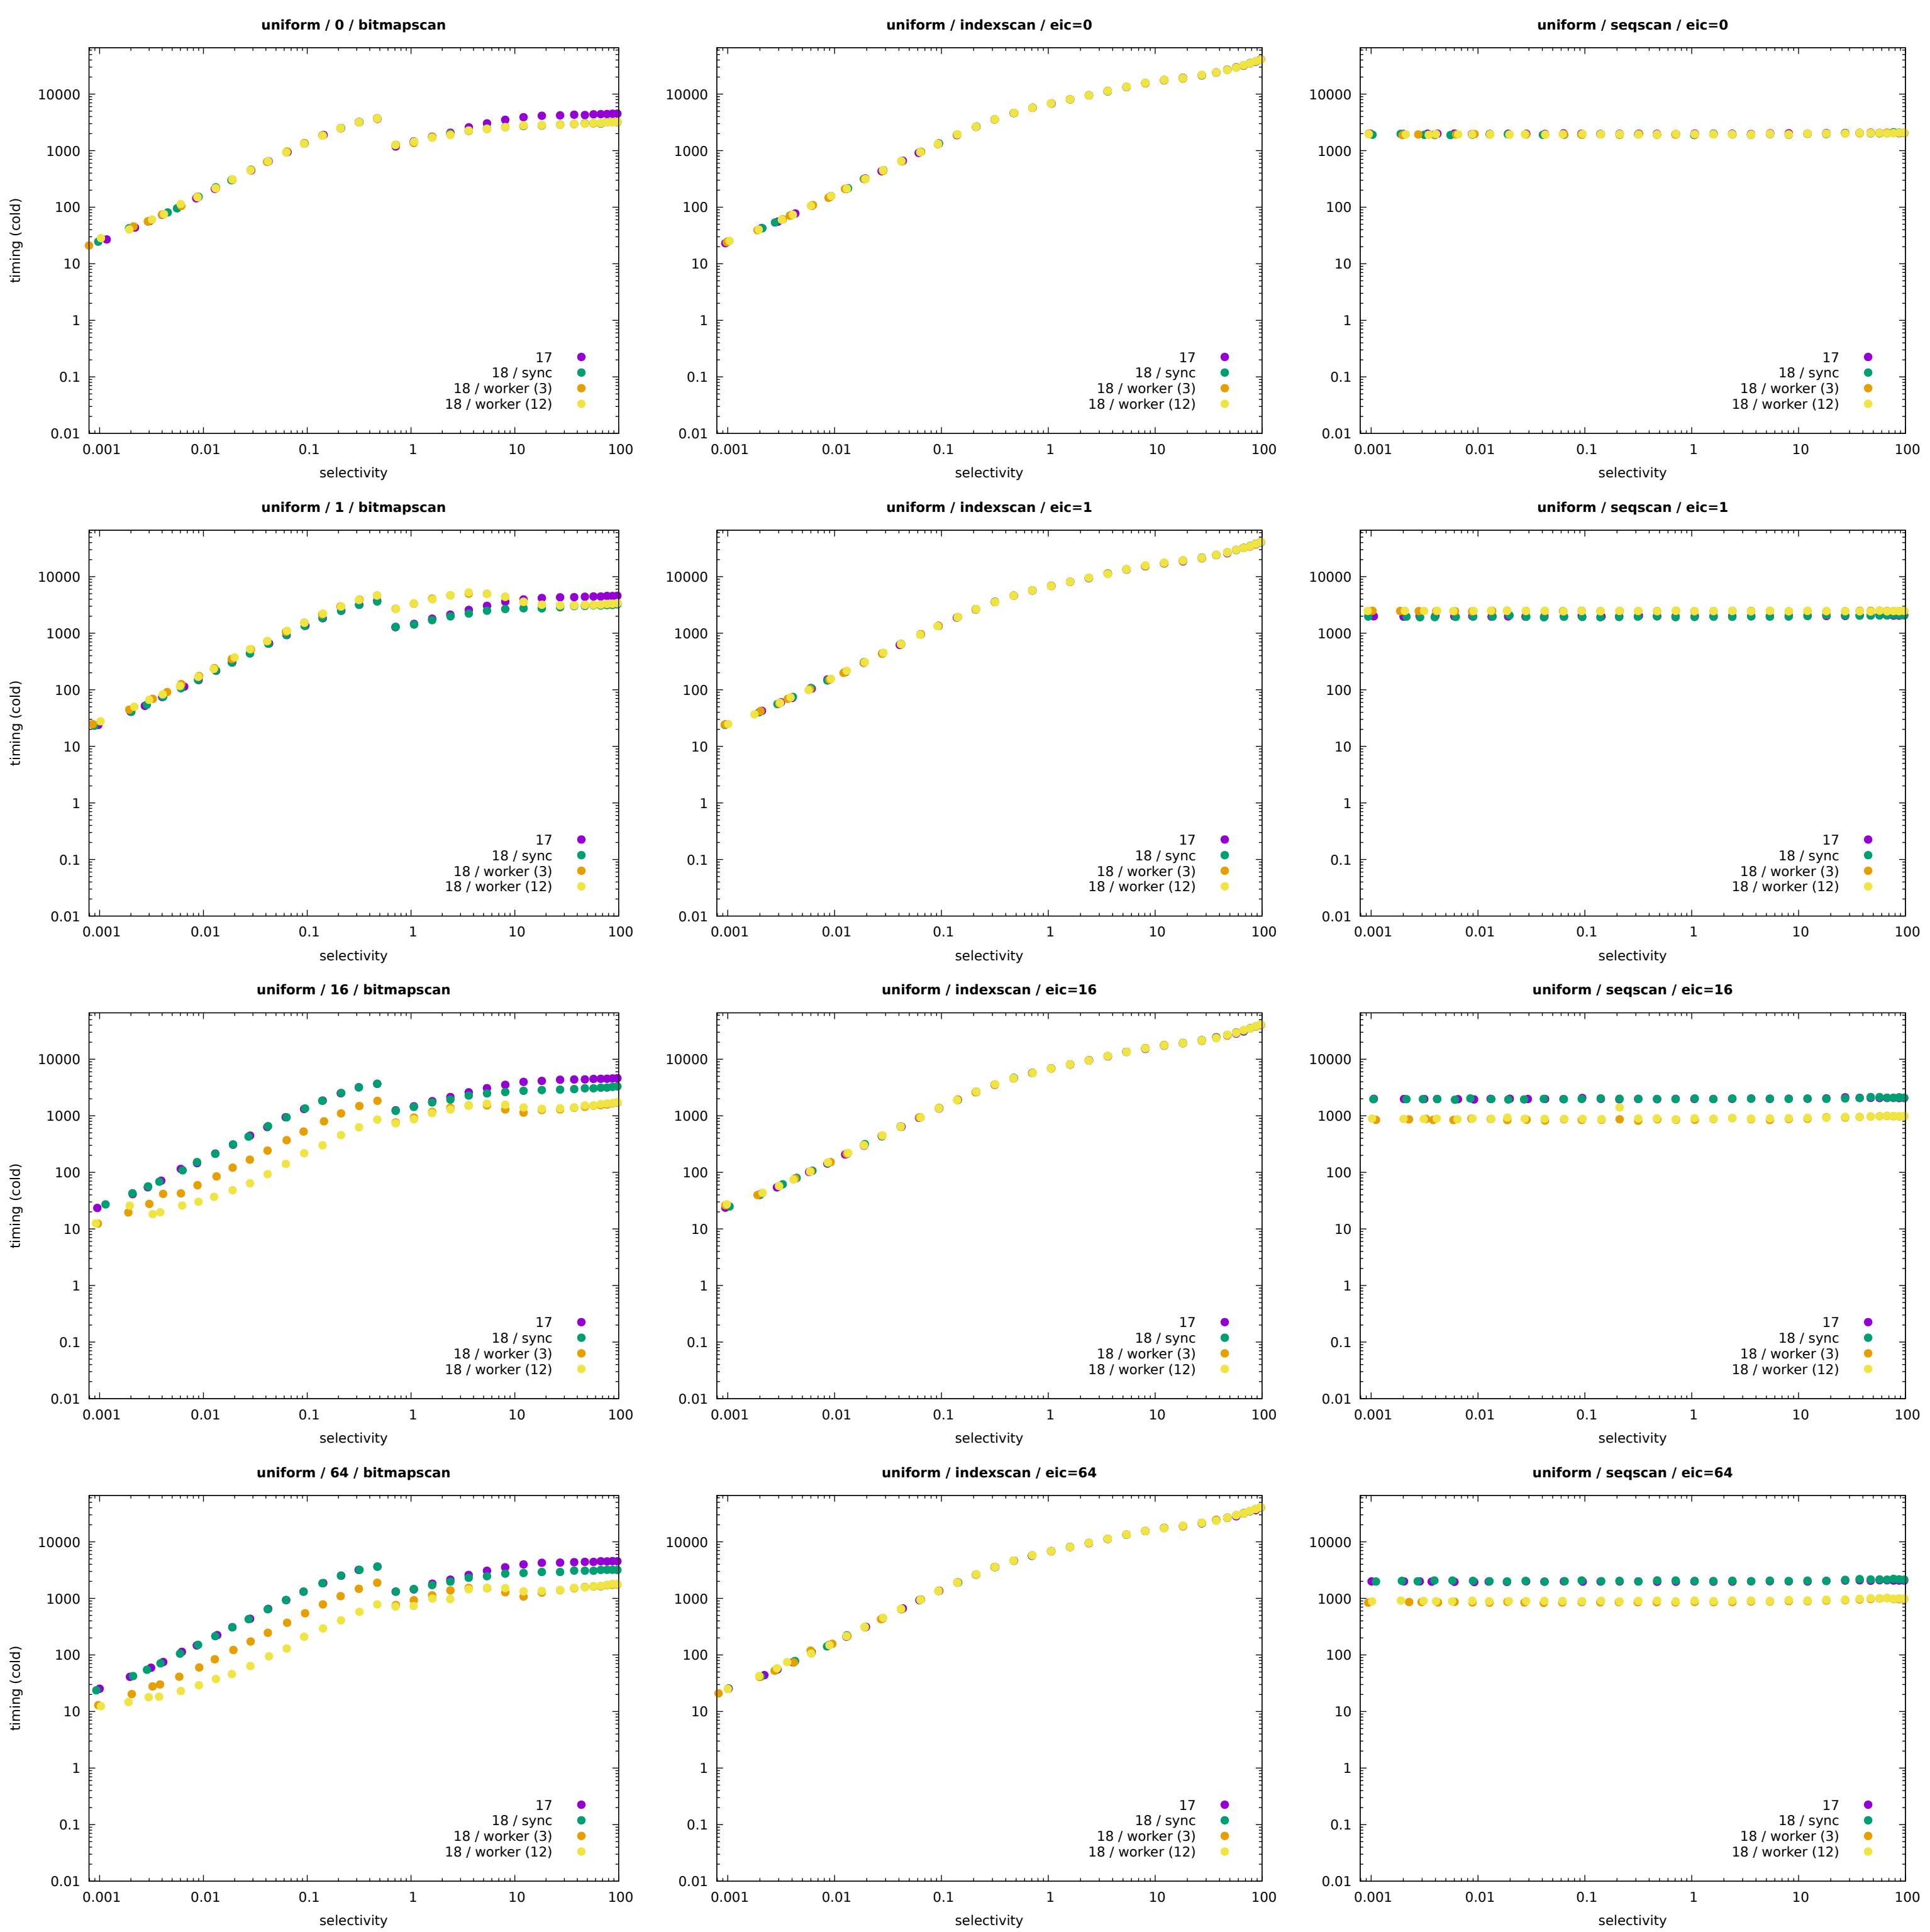 uniform / 0 / bitmapscan
timing (cold)
10000
1000
100
10
1
0.1
0.01
17
18 / sync
18 / worker (3)
18 / worker (12)
0.001 0.01 0.1 1 10 100
selectivity
uniform / indexscan / eic=0
10000
1000
100
10
1
0.1
0.01
17
18 / sync
18 / worker (3)
18 / worker (12)
0.001 0.01 0.1 1 10 100
selectivity
uniform / seqscan / eic=0
10000
1000
100
10
1
0.1
0.01
17
18 / sync
18 / worker (3)
18 / worker (12)
0.001 0.01 0.1 1 10 100
selectivity
uniform / 1 / bitmapscan
timing (cold)
10000
1000
100
10
1
0.1
0.01
17
18 / sync
18 / worker (3)
18 / worker (12)
0.001 0.01 0.1 1 10 100
selectivity
uniform / indexscan / eic=1
10000
1000
100
10
1
0.1
0.01
17
18 / sync
18 / worker (3)
18 / worker (12)
0.001 0.01 0.1 1 10 100
selectivity
uniform / seqscan / eic=1
10000
1000
100
10
1
0.1
0.01
17
18 / sync
18 / worker (3)
18 / worker (12)
0.001 0.01 0.1 1 10 100
selectivity
uniform / 16 / bitmapscan
timing (cold)
10000
1000
100
10
1
0.1
0.01
17
18 / sync
18 / worker (3)
18 / worker (12)
0.001 0.01 0.1 1 10 100
selectivity
uniform / indexscan / eic=16
10000
1000
100
10
1
0.1
0.01
17
18 / sync
18 / worker (3)
18 / worker (12)
0.001 0.01 0.1 1 10 100
selectivity
uniform / seqscan / eic=16
10000
1000
100
10
1
0.1
0.01
17
18 / sync
18 / worker (3)
18 / worker (12)
0.001 0.01 0.1 1 10 100
selectivity
uniform / 64 / bitmapscan
timing (cold)
10000
1000
100
10
1
0.1
0.01
17
18 / sync
18 / worker (3)
18 / worker (12)
0.001 0.01 0.1 1 10 100
selectivity
uniform / indexscan / eic=64
10000
1000
100
10
1
0.1
0.01
17
18 / sync
18 / worker (3)
18 / worker (12)
0.001 0.01 0.1 1 10 100
selectivity
uniform / seqscan / eic=64
10000
1000
100
10
1
0.1
0.01
17
18 / sync
18 / worker (3)
18 / worker (12)
0.001 0.01 0.1 1 10 100
selectivity